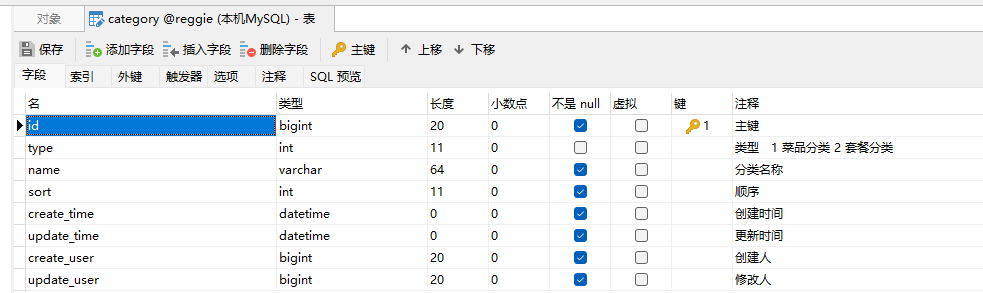 对象 category @reggie (本机MySQL) - 表
保存 添加字段 插入字段 删除字段 主键 上移 下移
字段 索引 外键 触发器 选项 注释 SQL 预览
名 类型 长度 小数点 不是 null 虚拟 键 注释
id bigint 20 0 1 主键
type int 11 0 类型 1 菜品分类 2 套餐分类
name varchar 64 0 分类名称
sort int 11 0 顺序
create_time datetime 0 0 创建时间
update_time datetime 0 0 更新时间
create_user bigint 20 0 创建人
update_user bigint 20 0 修改人